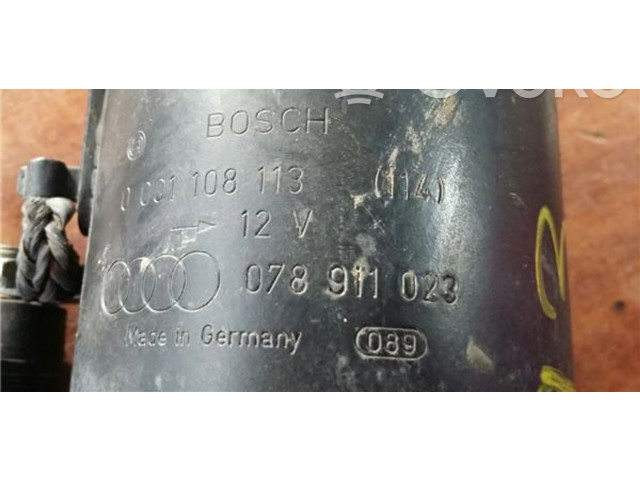 BOSCH
0 001 108 113 (114)
12 V
078 911 023
Made in Germany 089